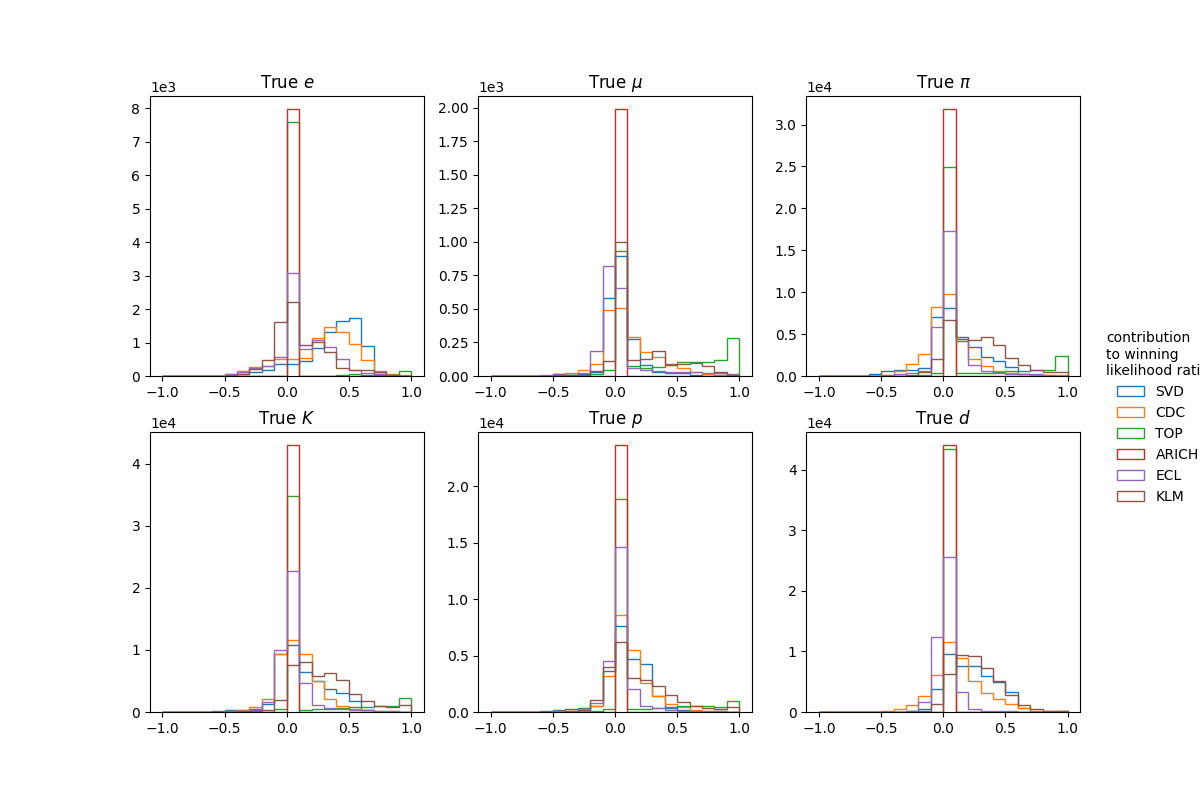 True e
1e3
8
7
6
5
4
3
2
1
0
−1.0 −0.5 0.0 0.5 1.0
True μ
1e3
2.00
1.75
1.50
1.25
1.00
0.75
0.50
0.25
0.00
−1.0 −0.5 0.0 0.5 1.0
True π
1e4
3.0
2.5
2.0
1.5
1.0
0.5
0.0
−1.0 −0.5 0.0 0.5 1.0
True K
1e4
4
3
2
1
0
−1.0 −0.5 0.0 0.5 1.0
True p
1e4
2.0
1.5
1.0
0.5
0.0
−1.0 −0.5 0.0 0.5 1.0
True d
1e4
4
3
2
1
0
−1.0 −0.5 0.0 0.5 1.0
contribution
to winning
likelihood rati
SVD
CDC
TOP
ARICH
ECL
KLM